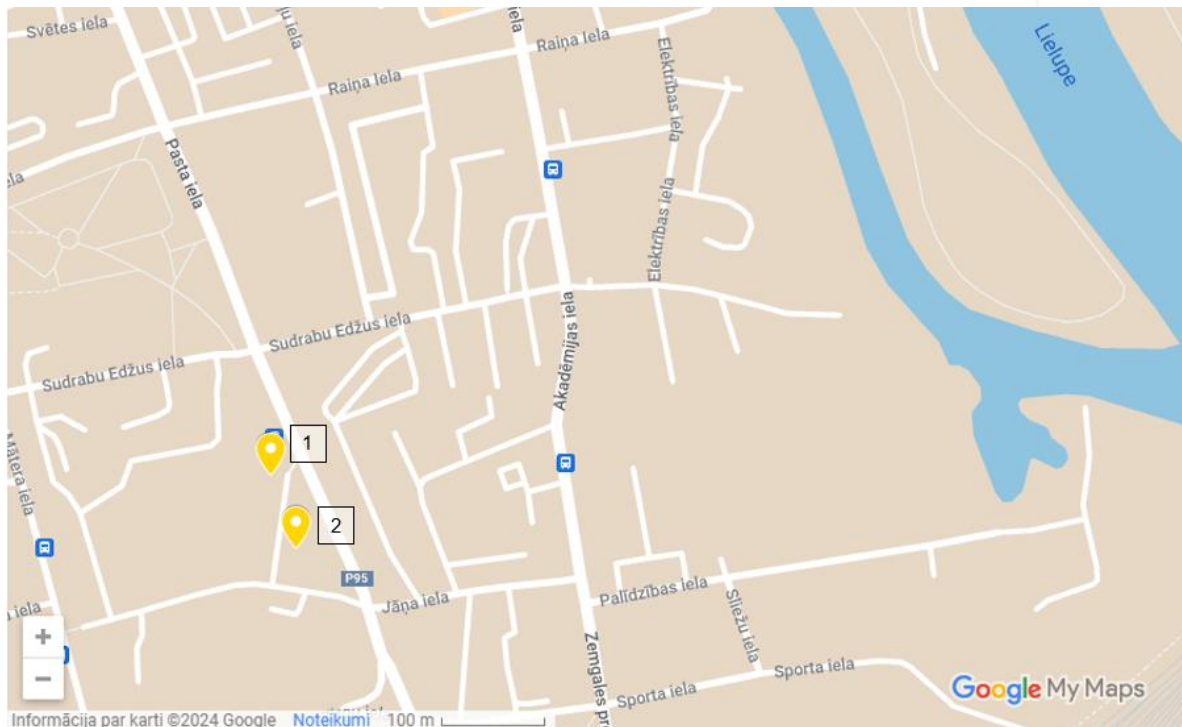 Svētes iela
Raiņa Iela
Raiņa Iela
Elektrības iela
Lielupe
Pasta iela
Elektrības iela
Sudrabu Edžus iela
Sudrabu Edžus iela
Akadēmijas iela
1
2
P95
Jāņa iela
Palīdzības iela
Sliežu iela
Sporta iela
Sporta iela
+
−
Google My Maps
Informācija par karti ©2024 Google Noteikumi 100 m